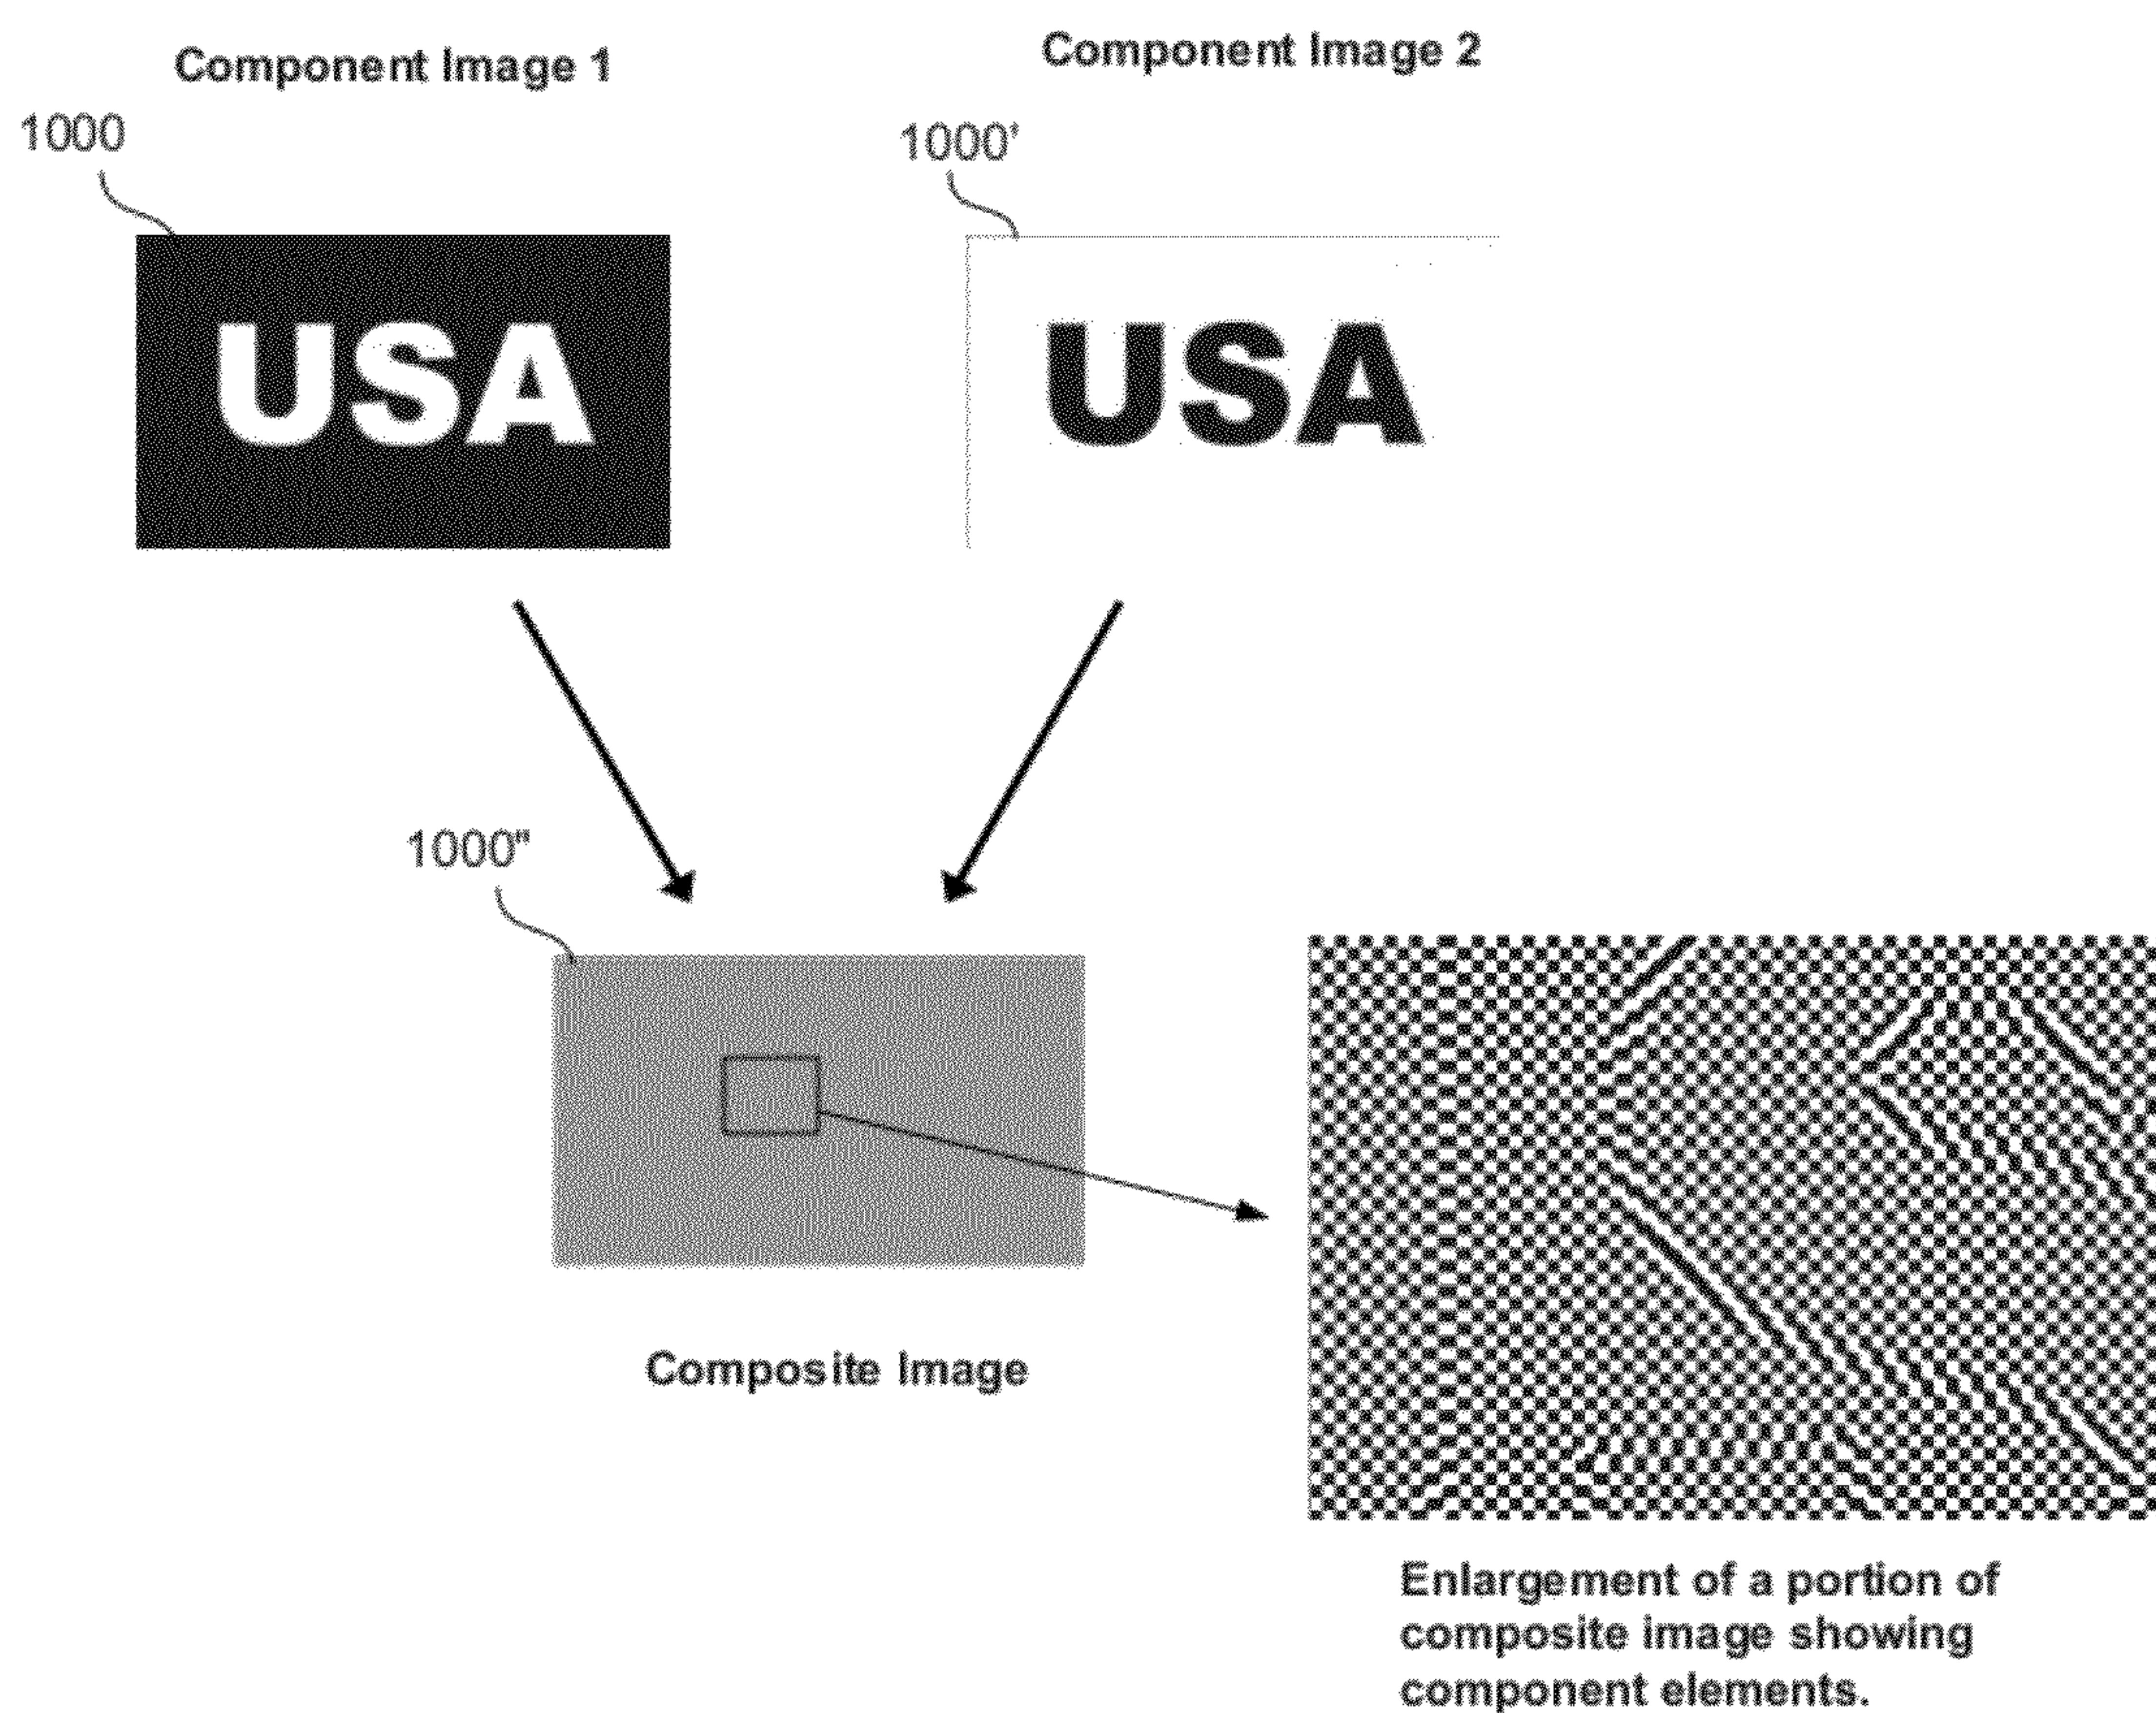 Component Image 1
Component Image 2
1000
1000'
USA
USA
1000"
Composite Image
Enlargement of a portion of
composite image showing
component elements.